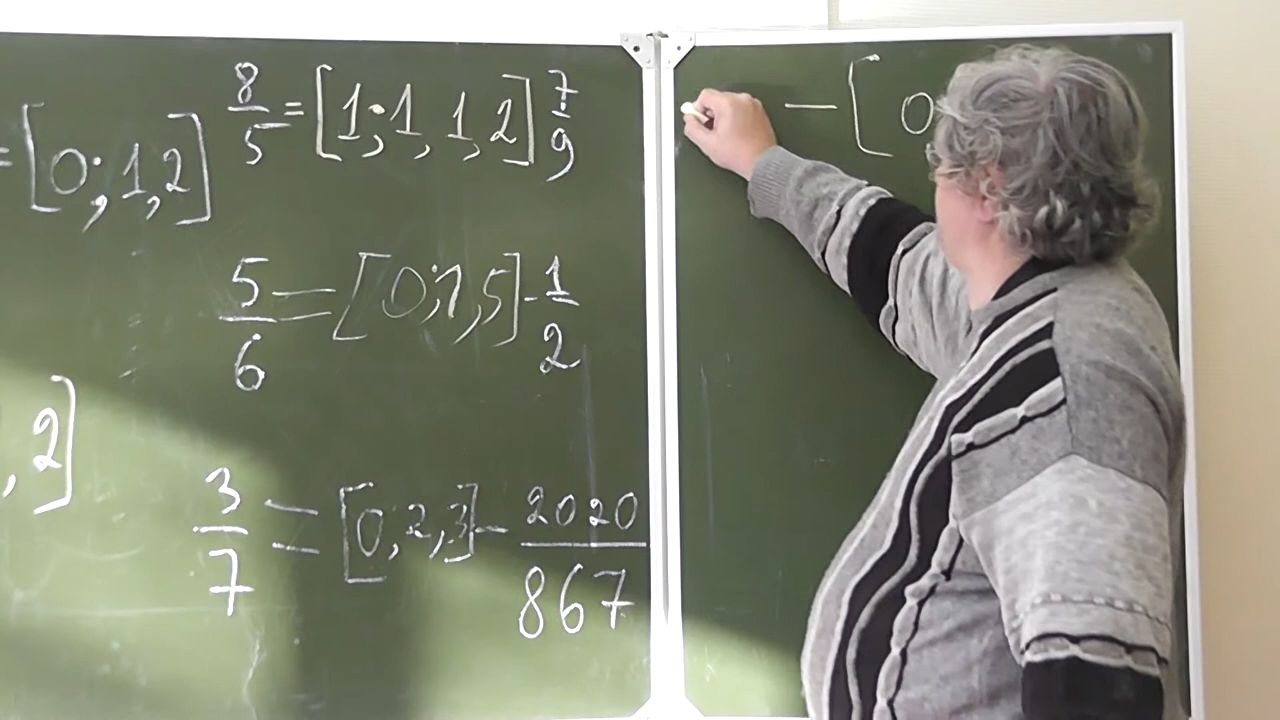 = [0; 1, 2]
8/5 = [1; 1, 1, 2]
7/9
− [0
5/6 = [0; 1, 5] -
1/2
, 2]
3/7 = [0; 2, 3] −
2020/867